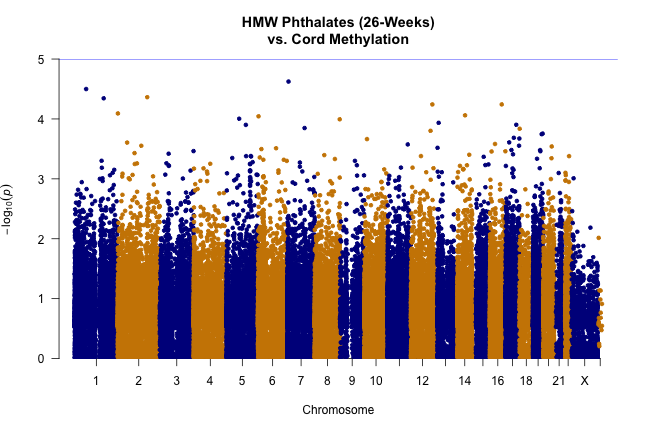 HMW Phthalates (26-Weeks)
vs. Cord Methylation
5
4
3
2
1
0
−log10(p)
1 2 3 4 5 6 7 8 9 10 12 14 16 18 21 X
Chromosome